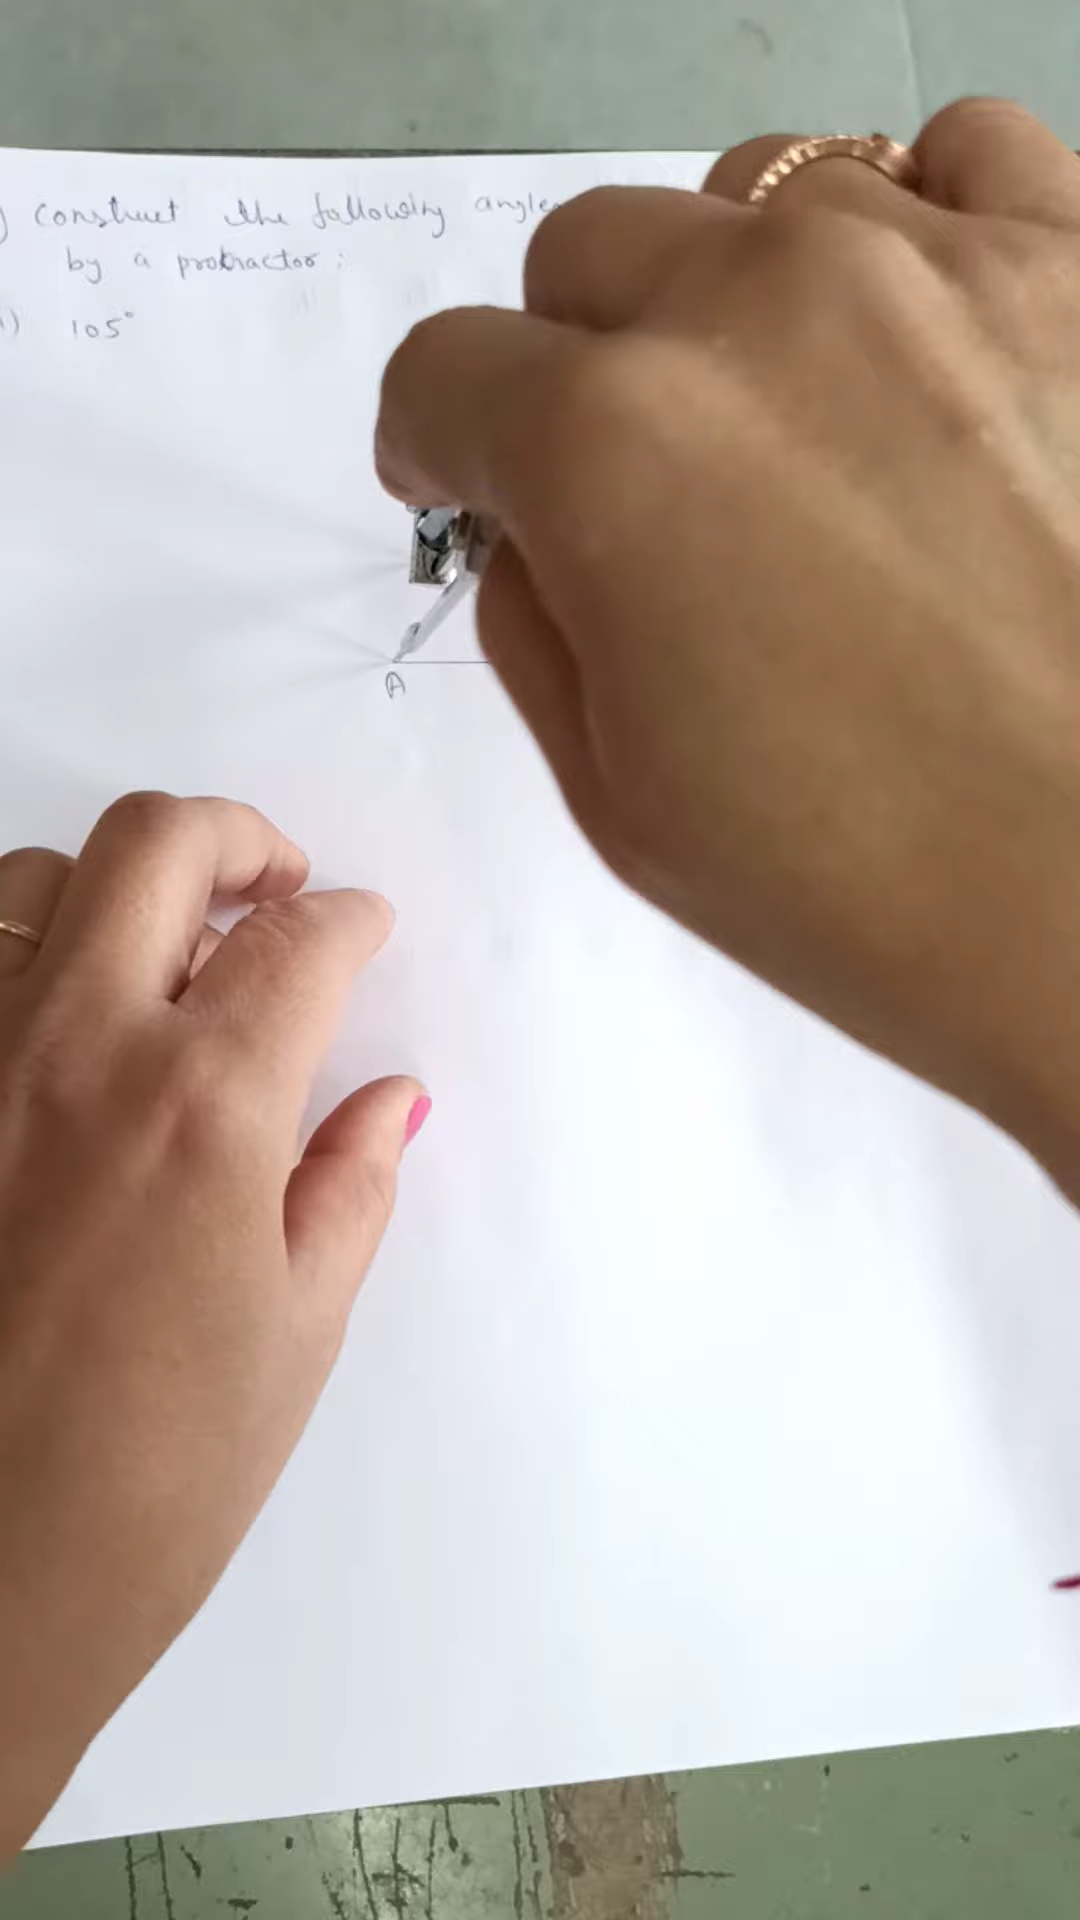 ) construct the following angle
by a protractor :
i) 105°
A